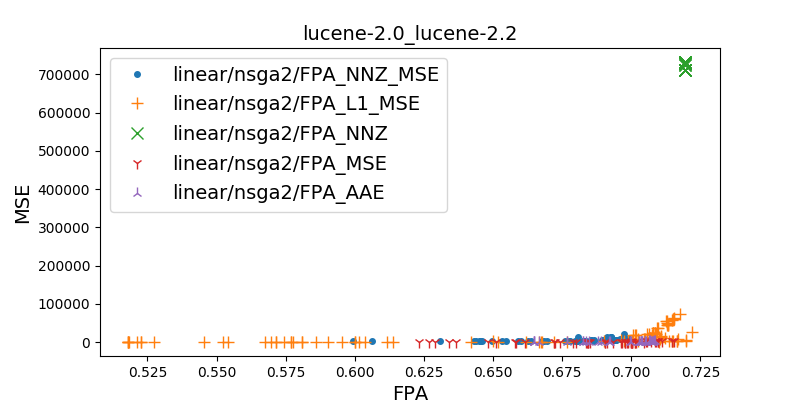 lucene-2.0_lucene-2.2
MSE
700000
600000
500000
400000
300000
200000
100000
0
linear/nsga2/FPA_NNZ_MSE
linear/nsga2/FPA_L1_MSE
linear/nsga2/FPA_NNZ
linear/nsga2/FPA_MSE
linear/nsga2/FPA_AAE
0.525 0.550 0.575 0.600 0.625 0.650 0.675 0.700 0.725
FPA